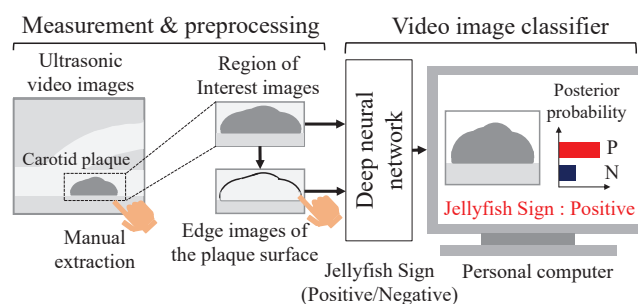 Measurement & preprocessing
Video image classifier
Ultrasonic
video images
Region of
Interest images
Carotid plaque
Manual
extraction
Edge images of
the plaque surface
Deep neural
network
Jellyfish Sign
(Positive/Negative)
Posterior
probability
P
N
Jellyfish Sign : Positive
Personal computer